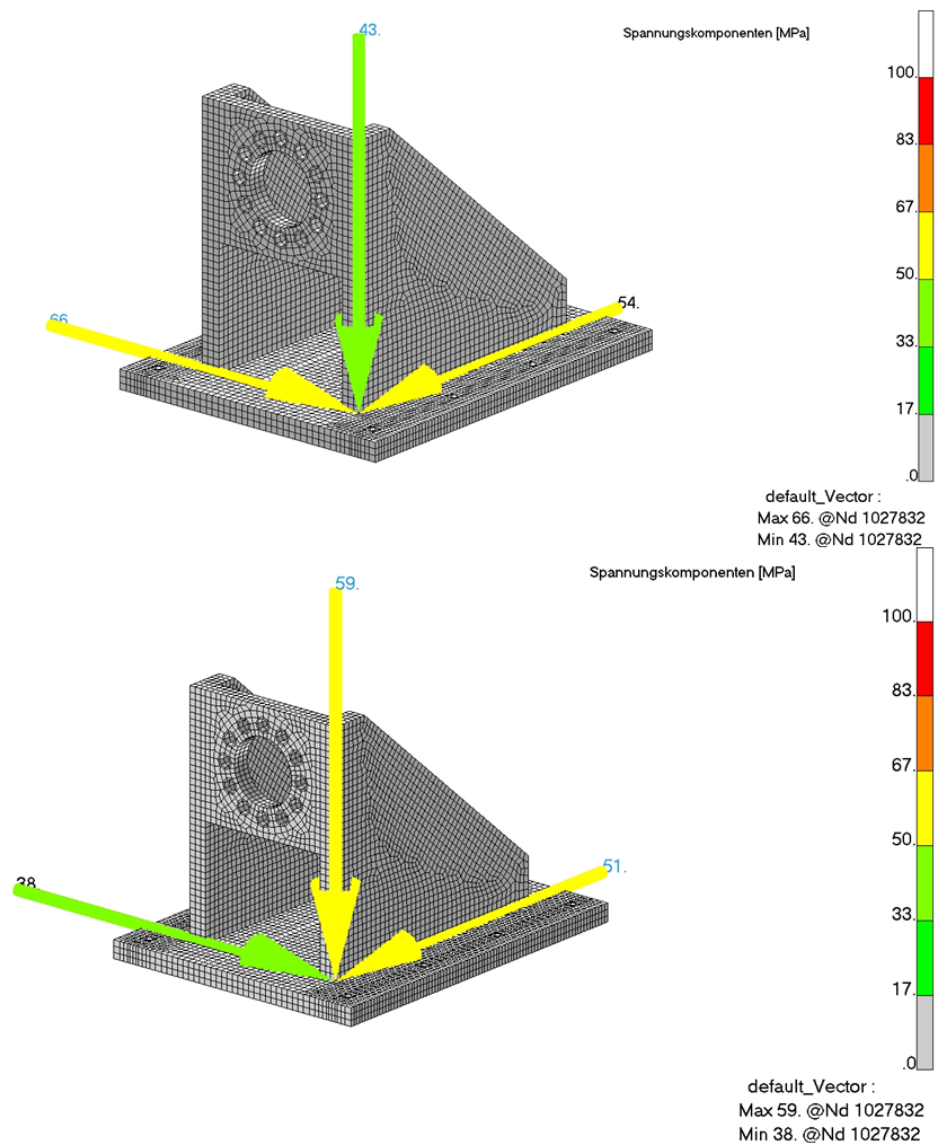 43.
Spannungskomponenten [MPa]
100.
83.
67.
66.
54.
50.
33.
17.
.0
default_Vector :
Max 66. @Nd 1027832
Min 43. @Nd 1027832
59.
Spannungskomponenten [MPa]
100.
83.
67.
50.
51.
38.
33.
17.
.0
default_Vector :
Max 59. @Nd 1027832
Min 38. @Nd 1027832